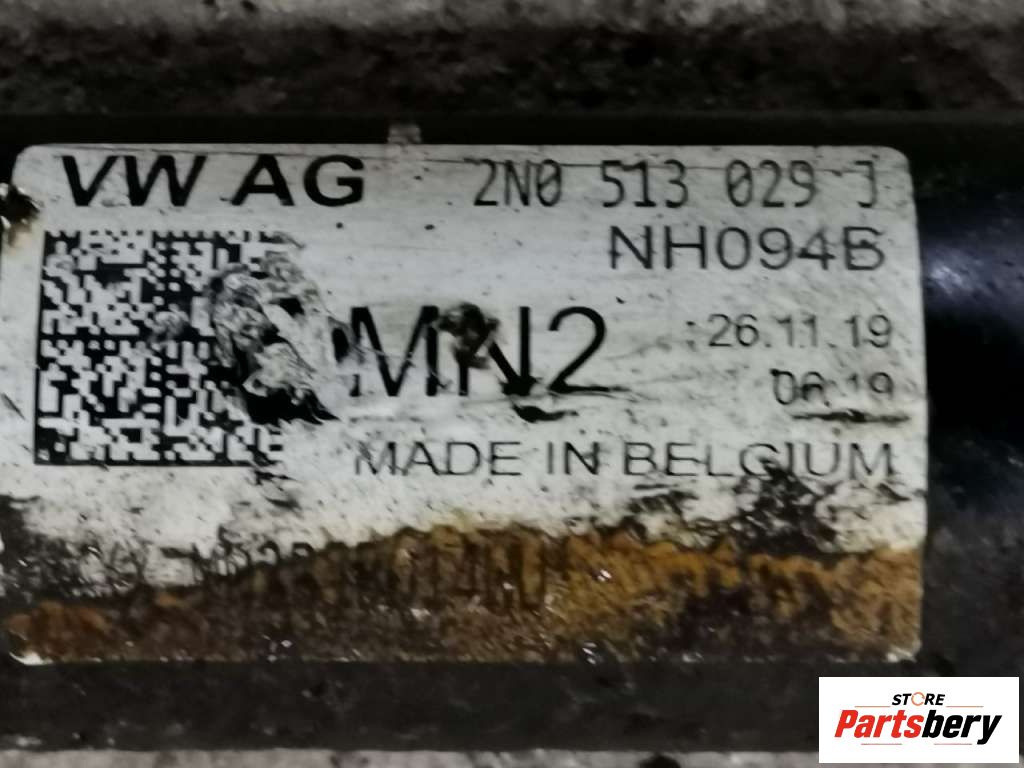 VW AG 2N0 513 029 J
NH094B
MN2 26.11.19
06:19
MADE IN BELGIUM
STORE
Partsbery